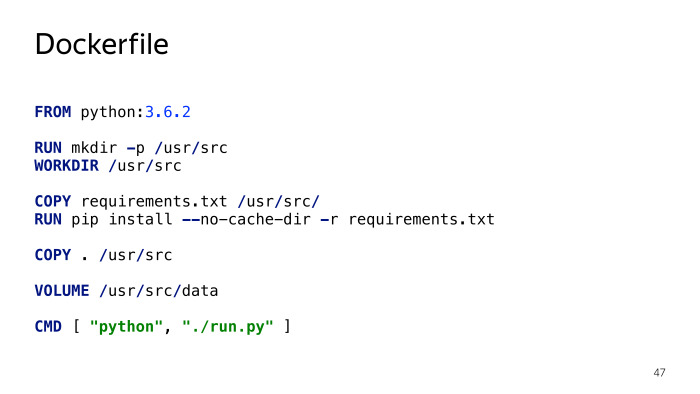 Dockerfile
FROM python:3.6.2
RUN mkdir -p /usr/src
WORKDIR /usr/src
COPY requirements.txt /usr/src/
RUN pip install --no-cache-dir -r requirements.txt
COPY . /usr/src
VOLUME /usr/src/data
CMD [ "python", "./run.py" ]
47